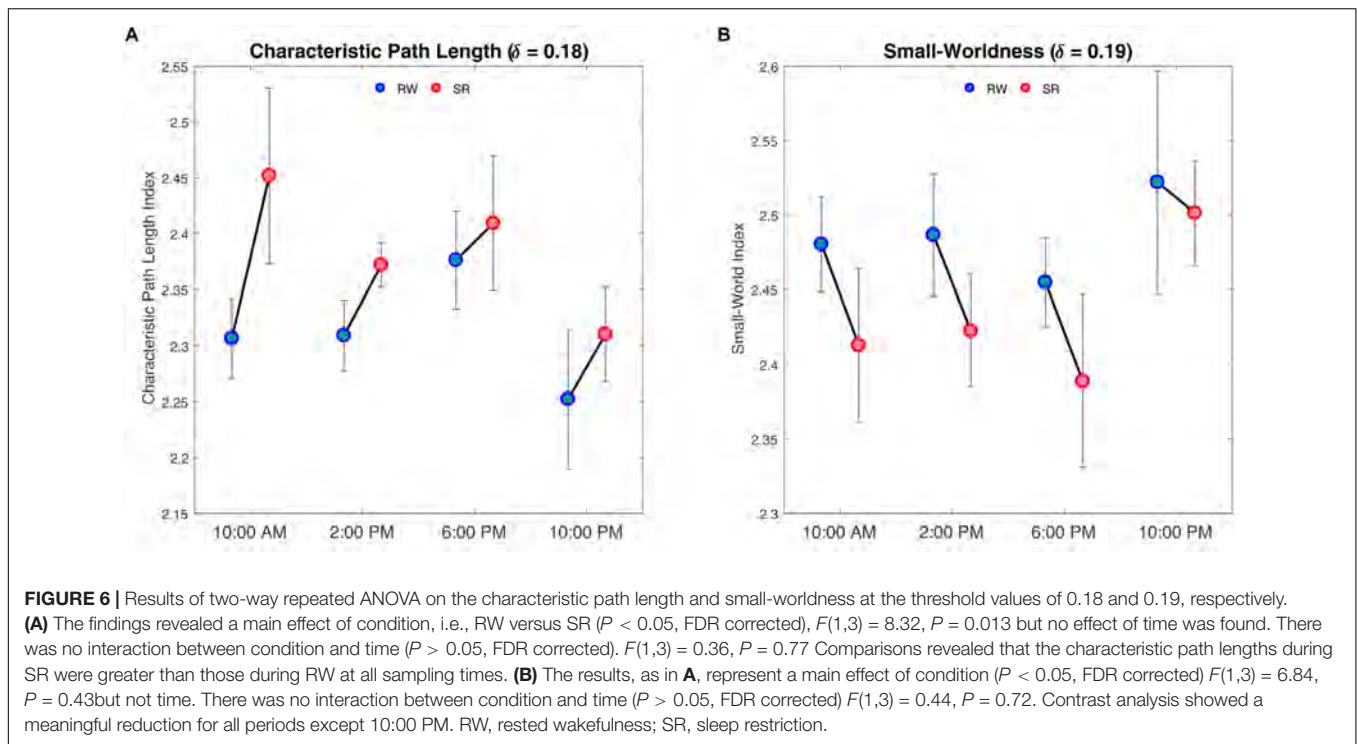 A
Characteristic Path Length (δ = 0.18)
RW SR
Characteristic Path Length Index
2.55
2.5
2.45
2.4
2.35
2.3
2.25
2.2
2.15
10:00 AM 2:00 PM 6:00 PM 10:00 PM
B
Small-Worldness (δ = 0.19)
RW SR
Small-World Index
2.6
2.55
2.5
2.45
2.4
2.35
2.3
10:00 AM 2:00 PM 6:00 PM 10:00 PM
FIGURE 6 | Results of two-way repeated ANOVA on the characteristic path length and small-worldness at the threshold values of 0.18 and 0.19, respectively.
(A) The findings revealed a main effect of condition, i.e., RW versus SR (P < 0.05, FDR corrected), F(1,3) = 8.32, P = 0.013 but no effect of time was found. There
was no interaction between condition and time (P > 0.05, FDR corrected). F(1,3) = 0.36, P = 0.77 Comparisons revealed that the characteristic path lengths during
SR were greater than those during RW at all sampling times. (B) The results, as in A, represent a main effect of condition (P < 0.05, FDR corrected) F(1,3) = 6.84,
P = 0.43but not time. There was no interaction between condition and time (P > 0.05, FDR corrected) F(1,3) = 0.44, P = 0.72. Contrast analysis showed a
meaningful reduction for all periods except 10:00 PM. RW, rested wakefulness; SR, sleep restriction.